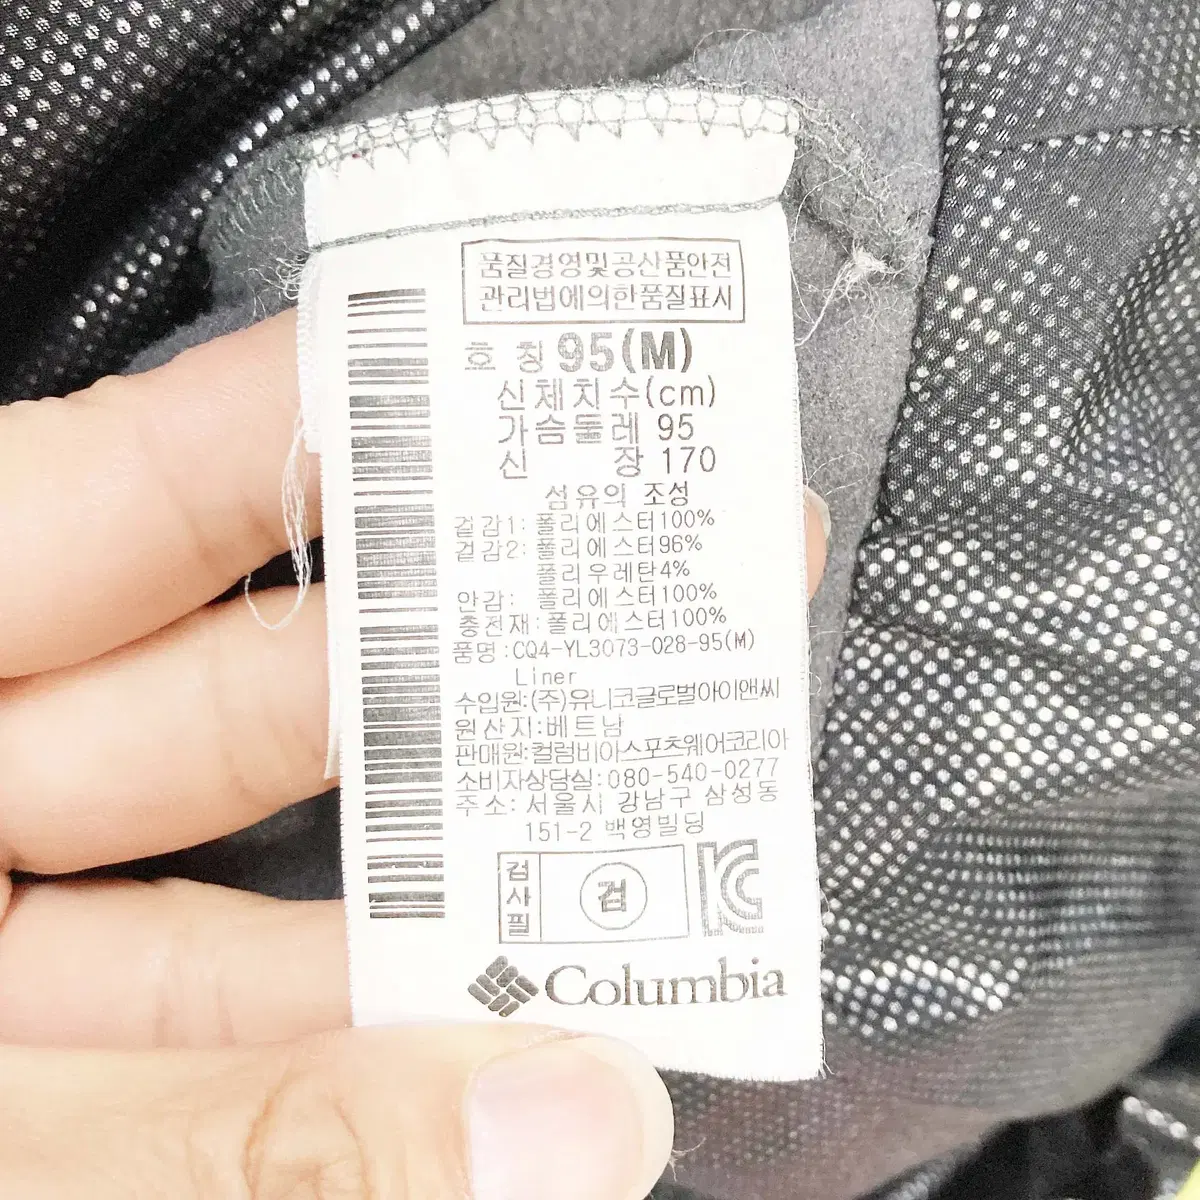 품질경영및공산품안전
관리법에의한품질표시
호 칭 95(M)
신체치수(cm)
가슴둘레 95
신 장 170
섬유의 조성
겉감1: 폴리에스터100%
겉감2: 폴리에스터96%
폴리우레탄4%
안감: 폴리에스터100%
충전재:폴리에스터100%
품명:CQ4-YL3073-028-95(M)
Liner
수입원:(주)유니코글로벌아이앤씨
원산지:베트남
판매원:컬럼비아스포츠웨어코리아
소비자상담실:080-540-0277
주소: 서울시 강남구 삼성동
151-2 백영빌딩
검사필
검
Columbia